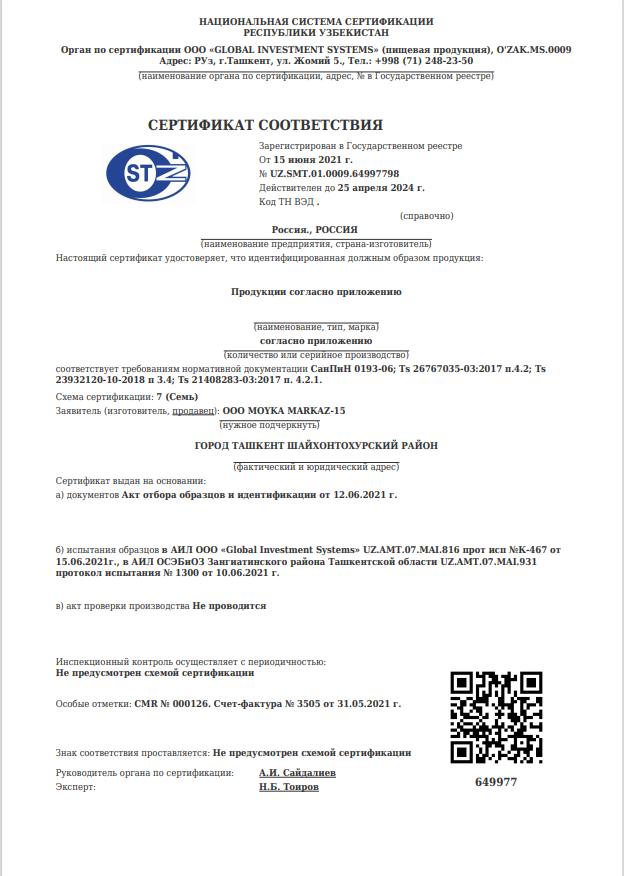 НАЦИОНАЛЬНАЯ СИСТЕМА СЕРТИФИКАЦИИ
РЕСПУБЛИКИ УЗБЕКИСТАН
Орган по сертификации ООО «GLOBAL INVESTMENT SYSTEMS» (пищевая продукция), O'ZAK.MS.0009
Адрес: РУз, г.Ташкент, ул. Жомий 5., Тел.: +998 (71) 248-23-50
(наименование органа по сертификации, адрес, № в Государственном реестре)
СЕРТИФИКАТ СООТВЕТСТВИЯ
ST
Зарегистрирован в Государственном реестре
От 15 июня 2021 г.
№ UZ.SMT.01.0009.64997798
Действителен до 25 апреля 2024 г.
Код ТН ВЭД .
(справочно)
Россия., РОССИЯ
(наименование предприятия, страна-изготовитель)
Настоящий сертификат удостоверяет, что идентифицированная должным образом продукция:
Продукции согласно приложению
(наименование, тип, марка)
согласно приложению
(количество или серийное производство)
соответствует требованиям нормативной документации СанПиН 0193-06; Ts 26767035-03:2017 п.4.2; Ts
23932120-10-2018 п 3.4; Ts 21408283-03:2017 п. 4.2.1.
Схема сертификации: 7 (Семь)
Заявитель (изготовитель, продавец): ООО MOYKA MARKAZ-15
(нужное подчеркнуть)
ГОРОД ТАШКЕНТ ШАЙХОНТОХУРСКИЙ РАЙОН
(фактический и юридический адрес)
Сертификат выдан на основании:
а) документов Акт отбора образцов и идентификации от 12.06.2021 г.
б) испытания образцов в АИЛ ООО «Global Investment Systems» UZ.AMT.07.MAI.816 прот исп №К-467 от
15.06.2021г., в АИЛ ОСЭБиОЗ Зангиатинского района Ташкентской области UZ.AMT.07.MAI.931
протокол испытания № 1300 от 10.06.2021 г.
в) акт проверки производства Не проводится
Инспекционный контроль осуществляет с периодичностью:
Не предусмотрен схемой сертификации
Особые отметки: CMR № 000126. Счет-фактура № 3505 от 31.05.2021 г.
Знак соответствия проставляется: Не предусмотрен схемой сертификации
Руководитель органа по сертификации: А.И. Сайдалиев
Эксперт: Н.Б. Тоиров
649977